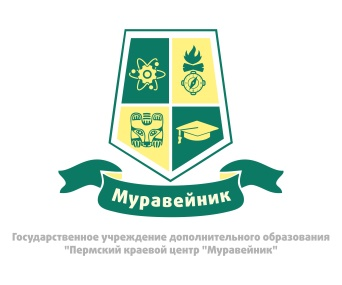 Муравейник
Государственное учреждение дополнительного образования
"Пермский краевой центр "Муравейник"